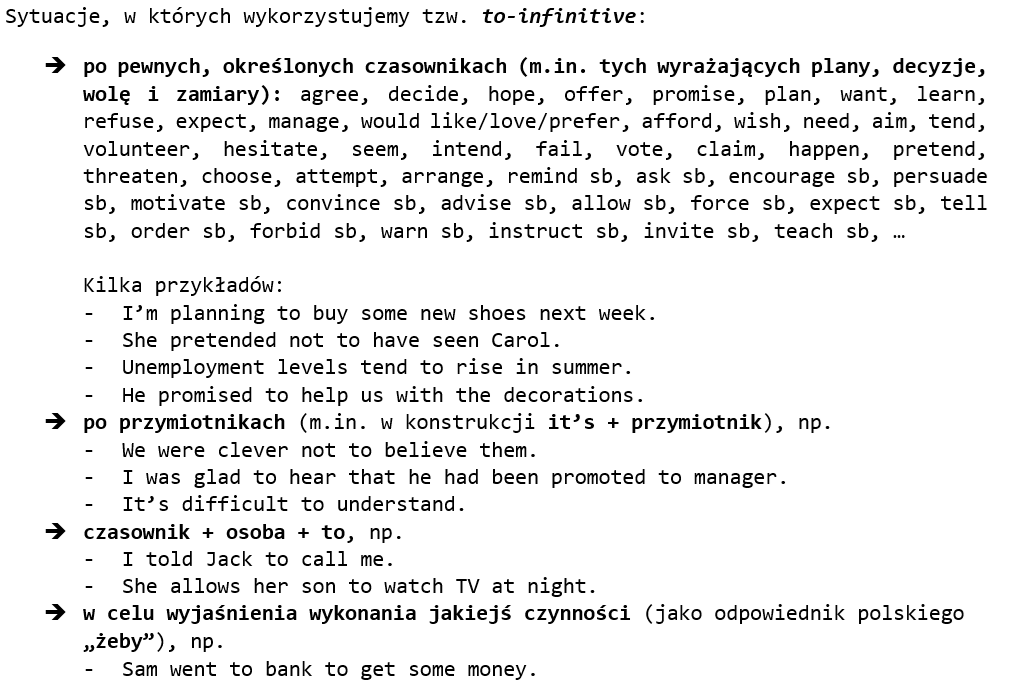 Sytuacje, w których wykorzystujemy tzw. to-infinitive:
➔ po pewnych, określonych czasownikach (m.in. tych wyrażających plany, decyzje,
wolę i zamiary): agree, decide, hope, offer, promise, plan, want, learn,
refuse, expect, manage, would like/love/prefer, afford, wish, need, aim, tend,
volunteer, hesitate, seem, intend, fail, vote, claim, happen, pretend,
threaten, choose, attempt, arrange, remind sb, ask sb, encourage sb, persuade
sb, motivate sb, convince sb, advise sb, allow sb, force sb, expect sb, tell
sb, order sb, forbid sb, warn sb, instruct sb, invite sb, teach sb, …
Kilka przykładów:
- I’m planning to buy some new shoes next week.
- She pretended not to have seen Carol.
- Unemployment levels tend to rise in summer.
- He promised to help us with the decorations.
➔ po przymiotnikach (m.in. w konstrukcji it’s + przymiotnik), np.
- We were clever not to believe them.
- I was glad to hear that he had been promoted to manager.
- It’s difficult to understand.
➔ czasownik + osoba + to, np.
- I told Jack to call me.
- She allows her son to watch TV at night.
➔ w celu wyjaśnienia wykonania jakiejś czynności (jako odpowiednik polskiego
„żeby”), np.
- Sam went to bank to get some money.